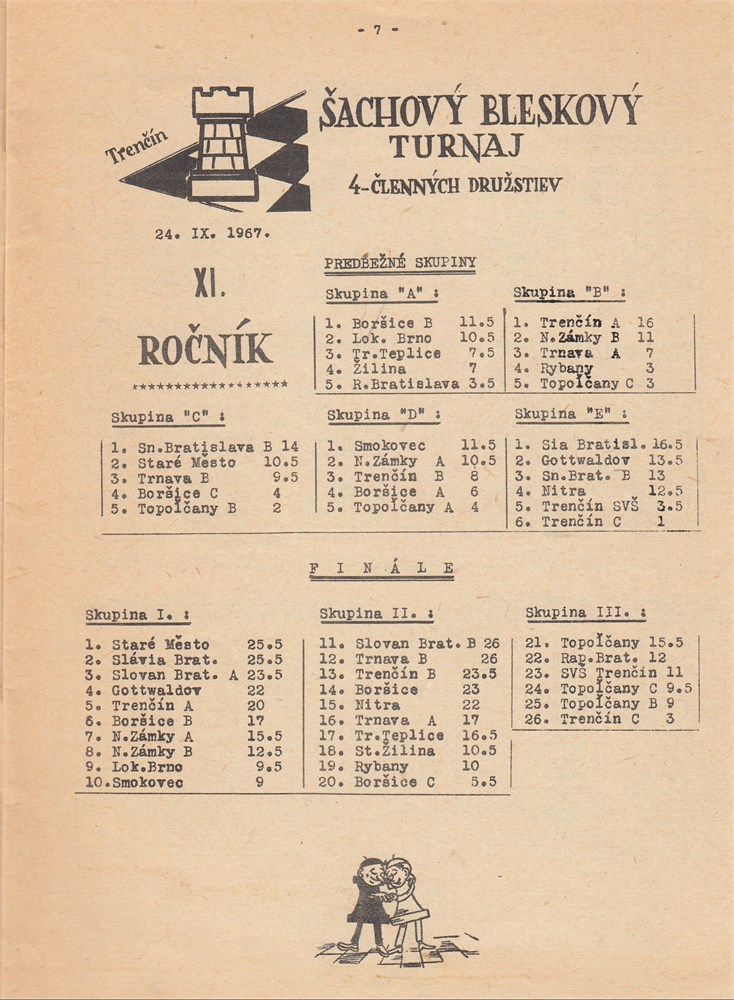 - 7 -
Trenčín
ŠACHOVÝ BLESKOVÝ
TURNAJ
4-ČLENNÝCH DRUŽSTIEV
24. IX. 1967.
XI.
ROČNÍK
******************
PREDBEŽNÉ SKUPINY
Skupina "A" :
1. Boršice B 11.5
2. Lok. Brno 10.5
3. Tr.Teplice 7.5
4. Žilina 7
5. R.Bratislava 3.5
Skupina "B" :
1. Trenčín A 16
2. N.Zámky B 11
3. Trnava A 7
4. Rybany 3
5. Topoľčany C 3
Skupina "C" :
1. Sn.Bratislava B 14
2. Staré Město 10.5
3. Trnava B 9.5
4. Boršice C 4
5. Topoľčany B 2
Skupina "D" :
1. Smokovec 11.5
2. N.Zámky A 10.5
3. Trenčín B 8
4. Boršice A 6
5. Topoľčany A 4
Skupina "E" :
1. Sia Bratisl. 16.5
2. Gottwaldov 13.5
3. Sn.Brat. B 13
4. Nitra 12.5
5. Trenčín SVŠ 3.5
6. Trenčín C 1
F I N Á L E
Skupina I. :
1. Staré Město 25.5
2. Slávia Brat. 25.5
3. Slovan Brat. A 23.5
4. Gottwaldov 22
5. Trenčín A 20
6. Boršice B 17
7. N.Zámky A 15.5
8. N.Zámky B 12.5
9. Lok.Brno 9.5
10.Smokovec 9
Skupina II. :
11. Slovan Brat. B 26
12. Trnava B 26
13. Trenčín B 23.5
14. Boršice 23
15. Nitra 22
16. Trnava A 17
17. Tr.Teplice 16.5
18. St.Žilina 10.5
19. Rybany 10
20. Boršice C 5.5
Skupina III. :
21. Topoľčany 15.5
22. Rap.Brat. 12
23. SVŠ Trenčin 11
24. Topoľčany C 9.5
25. Topoľčany B 9
26. Trenčín C 3